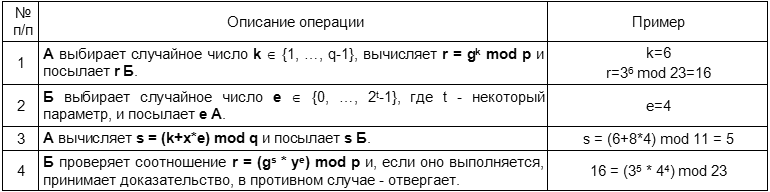 № п/п Описание операции Пример
1 А выбирает случайное число k ∈ {1, …, q-1}, вычисляет r = gᵏ mod p и посылает r Б. k=6
r=3⁶ mod 23=16
2 Б выбирает случайное число e ∈ {0, …, 2ᵗ-1}, где t - некоторый параметр, и посылает e А. e=4
3 А вычисляет s = (k+x*e) mod q и посылает s Б. s = (6+8*4) mod 11 = 5
4 Б проверяет соотношение r = (gˢ * yᵉ) mod p и, если оно выполняется, принимает доказательство, в противном случае - отвергает. 16 = (3⁵ * 4⁴) mod 23